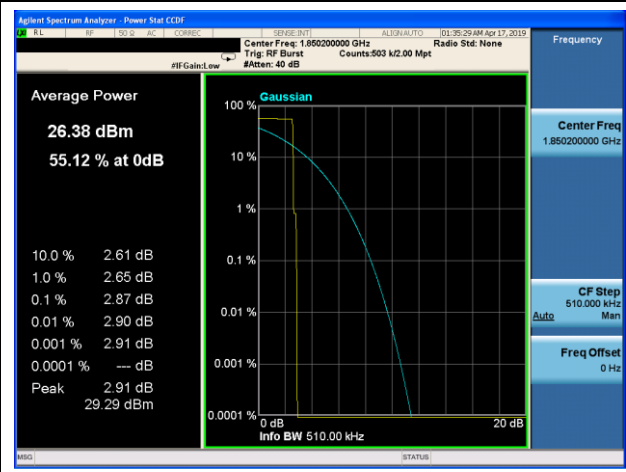 Agilent Spectrum Analyzer - Power Stat CCDF
RL RF 50 Ω AC CORREC SENSE:INT ALIGNAUTO 01:35:29 AM Apr 17, 2019
Center Freq: 1.850200000 GHz Radio Std: None
Trig: RF Burst Counts:503 k/2.00 Mpt
#IFGain:Low #Atten: 40 dB
Frequency
Average Power
26.38 dBm
55.12 % at 0dB
10.0 % 2.61 dB
1.0 % 2.65 dB
0.1 % 2.87 dB
0.01 % 2.90 dB
0.001 % 2.91 dB
0.0001 % --- dB
Peak 2.91 dB
29.29 dBm
Gaussian
100 %
10 %
1 %
0.1 %
0.01 %
0.001 %
0.0001 %
0 dB 20 dB
Info BW 510.00 kHz
Center Freq
1.850200000 GHz
CF Step
510.000 kHz
Auto Man
Freq Offset
0 Hz
MSG STATUS